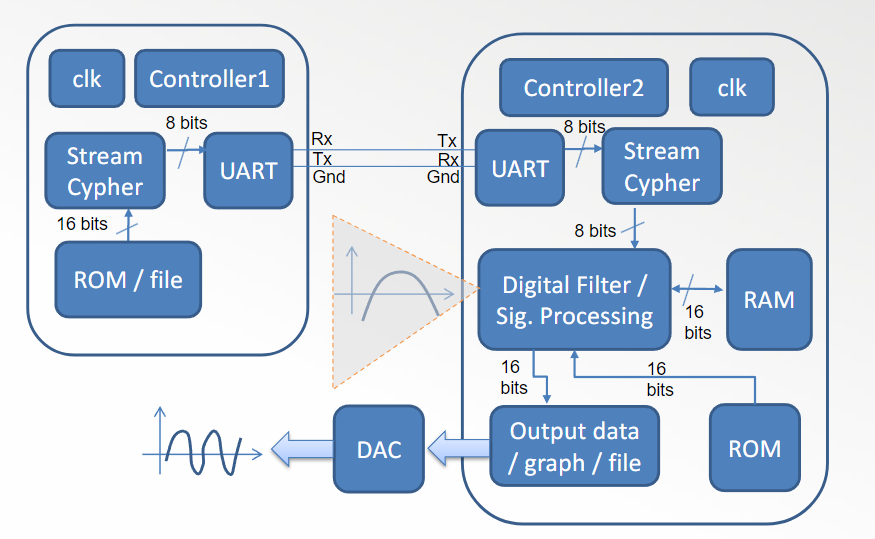 clk
Controller1
8 bits
Stream
Cypher
UART
16 bits
ROM / file
Rx
Tx
Gnd
Tx
Rx
Gnd
Controller2
clk
8 bits
UART
Stream
Cypher
8 bits
Digital Filter /
Sig. Processing
RAM
16
bits
16
bits
16
bits
DAC
Output data
/ graph / file
ROM